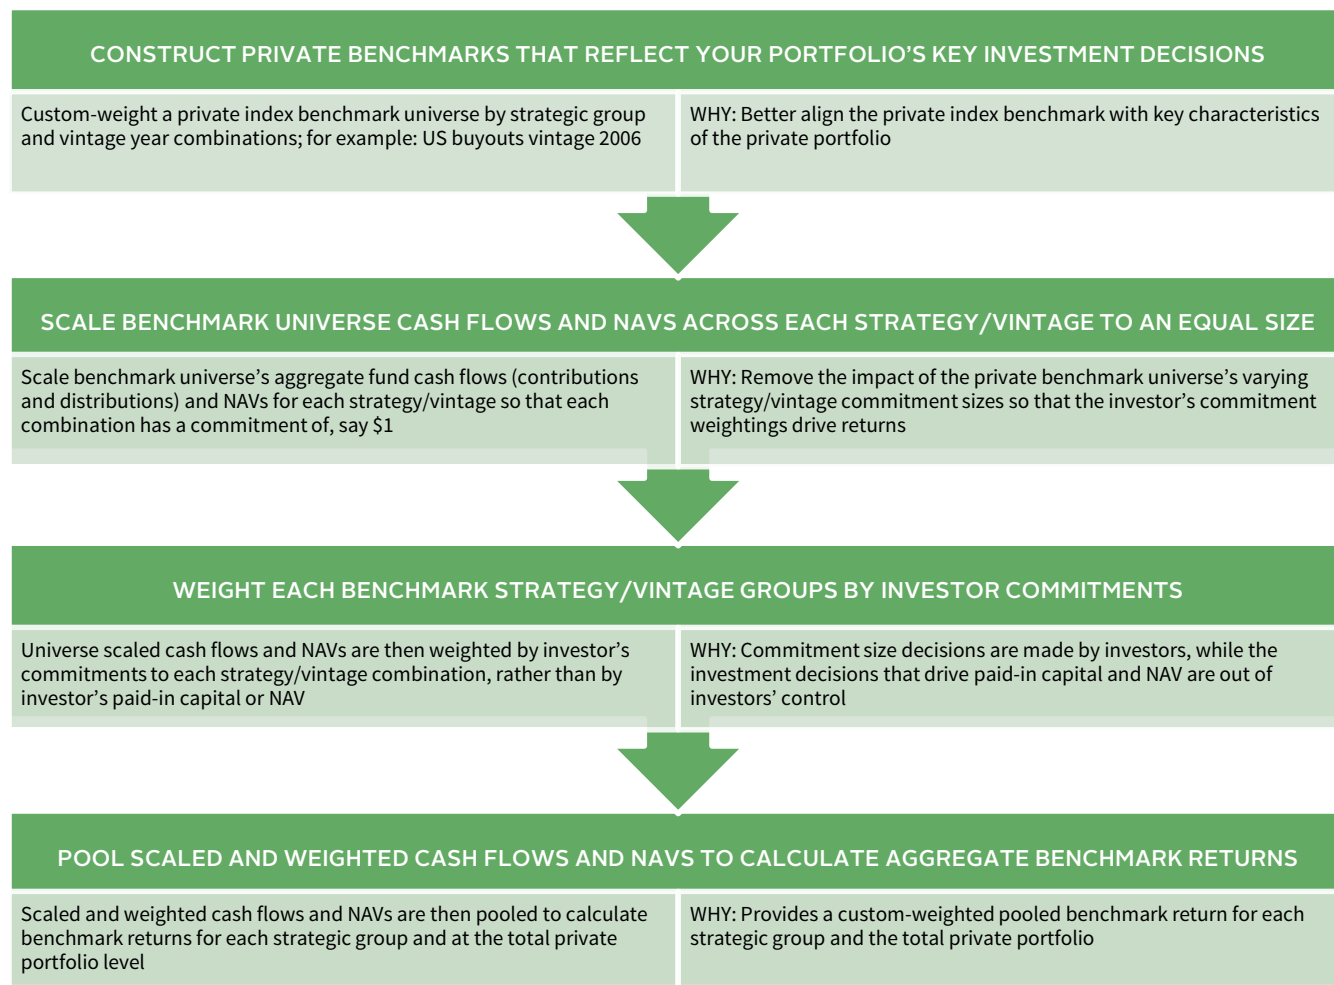 CONSTRUCT PRIVATE BENCHMARKS THAT REFLECT YOUR PORTFOLIO’S KEY INVESTMENT DECISIONS
Custom-weight a private index benchmark universe by strategic group
and vintage year combinations; for example: US buyouts vintage 2006
WHY: Better align the private index benchmark with key characteristics
of the private portfolio
SCALE BENCHMARK UNIVERSE CASH FLOWS AND NAVS ACROSS EACH STRATEGY/VINTAGE TO AN EQUAL SIZE
Scale benchmark universe’s aggregate fund cash flows (contributions
and distributions) and NAVs for each strategy/vintage so that each
combination has a commitment of, say $1
WHY: Remove the impact of the private benchmark universe’s varying
strategy/vintage commitment sizes so that the investor’s commitment
weightings drive returns
WEIGHT EACH BENCHMARK STRATEGY/VINTAGE GROUPS BY INVESTOR COMMITMENTS
Universe scaled cash flows and NAVs are then weighted by investor’s
commitments to each strategy/vintage combination, rather than by
investor’s paid-in capital or NAV
WHY: Commitment size decisions are made by investors, while the
investment decisions that drive paid-in capital and NAV are out of
investors’ control
POOL SCALED AND WEIGHTED CASH FLOWS AND NAVS TO CALCULATE AGGREGATE BENCHMARK RETURNS
Scaled and weighted cash flows and NAVs are then pooled to calculate
benchmark returns for each strategic group and at the total private
portfolio level
WHY: Provides a custom-weighted pooled benchmark return for each
strategic group and the total private portfolio